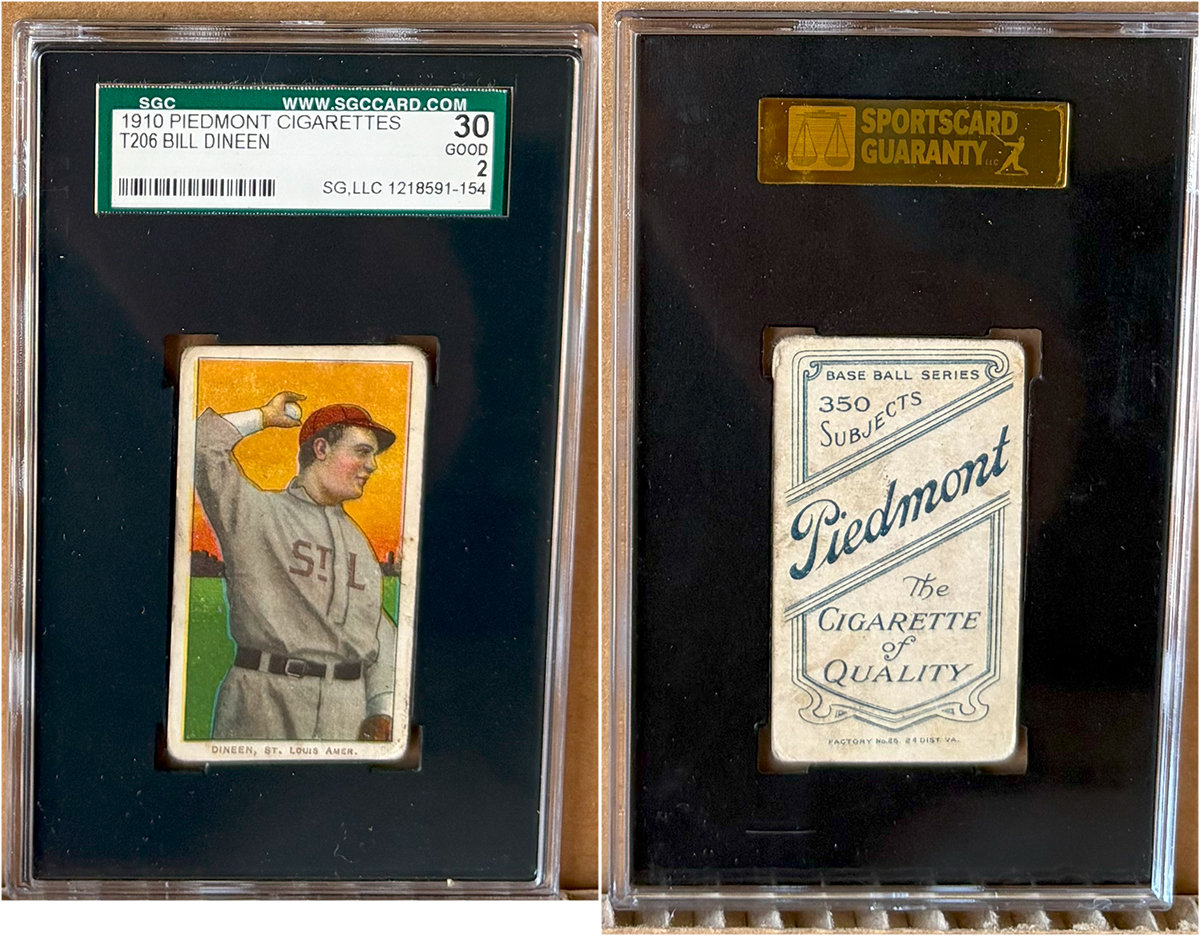 SGC WWW.SGCCARD.COM
1910 PIEDMONT CIGARETTES 30
T206 BILL DINEEN GOOD
2
SG,LLC 1218591-154
ST L
DINEEN, ST. LOUIS AMER.
SPORTSCARD
GUARANTY LLC
BASE BALL SERIES
350
SUBJECTS
Piedmont
The
CIGARETTE
of
QUALITY
FACTORY No.25. 2d DIST. VA.